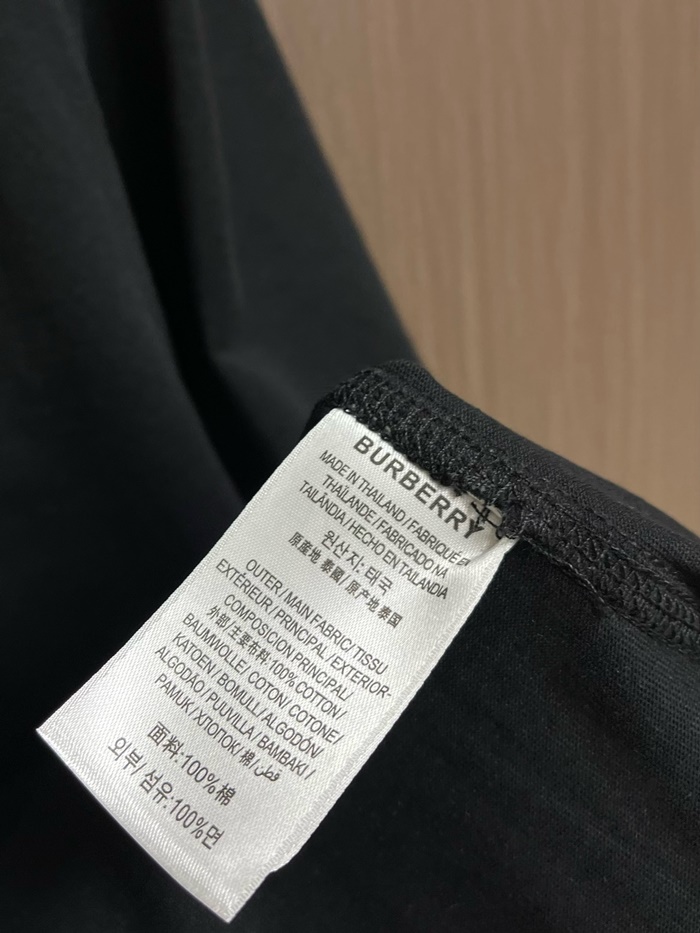 BURBERRY
MADE IN THAILAND / FABRIQUÉ EN
THAÏLANDE / FABRICADO NA
TAILÂNDIA / HECHO EN TAILANDIA
원산지: 태국
原産地 泰國 / 原产地 泰国
OUTER / MAIN FABRIC / TISSU
EXTÉRIEUR / PRINCIPAL / EXTERIOR-
COMPOSICION PRINCIPAL /
外部 / 主要布料: 100% COTTON /
BAUMWOLLE / COTON / COTONE /
KATOEN / BOMULL / ALGODÓN /
ALGODÃO / PUUVILLA / BAMBAKI /
PAMUK / ХЛОПОК / 棉 / قطن /
面料:100%棉
외부/ 섬유:100%면